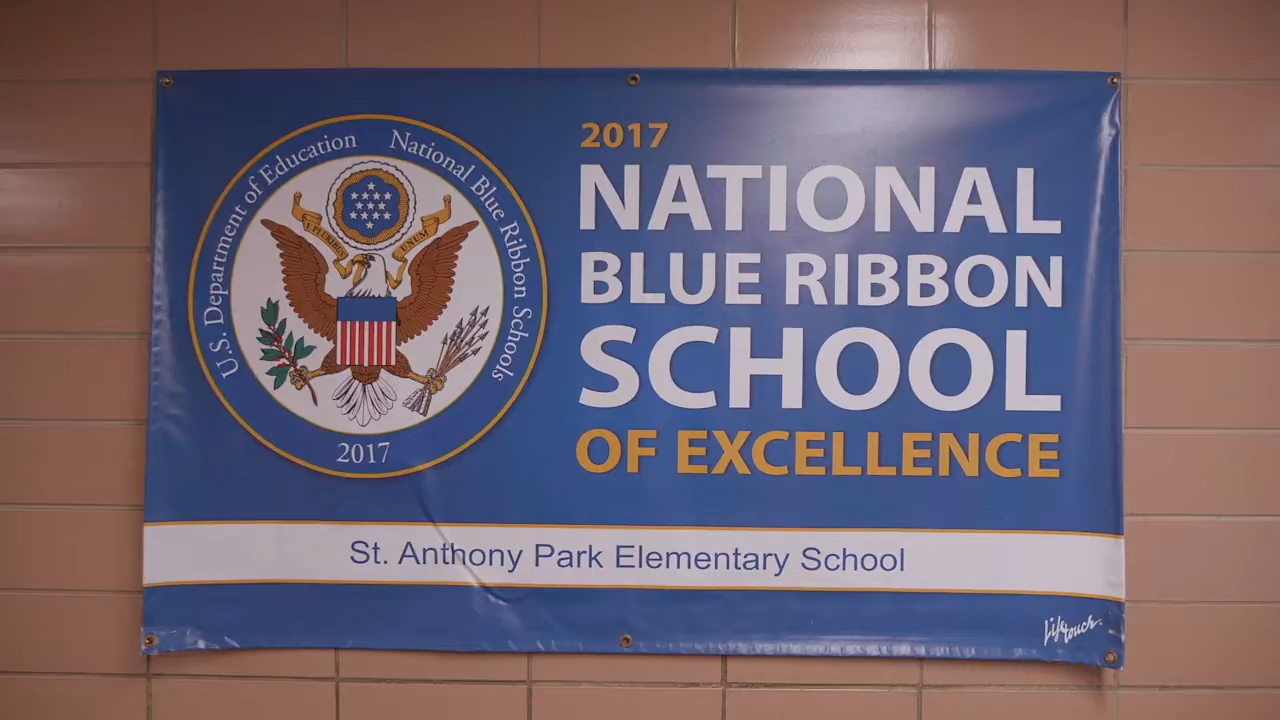 U.S. Department of Education
National Blue Ribbon Schools
E PLURIBUS UNUM
2017
2017
NATIONAL
BLUE RIBBON
SCHOOL
OF EXCELLENCE
St. Anthony Park Elementary School
Lifetouch